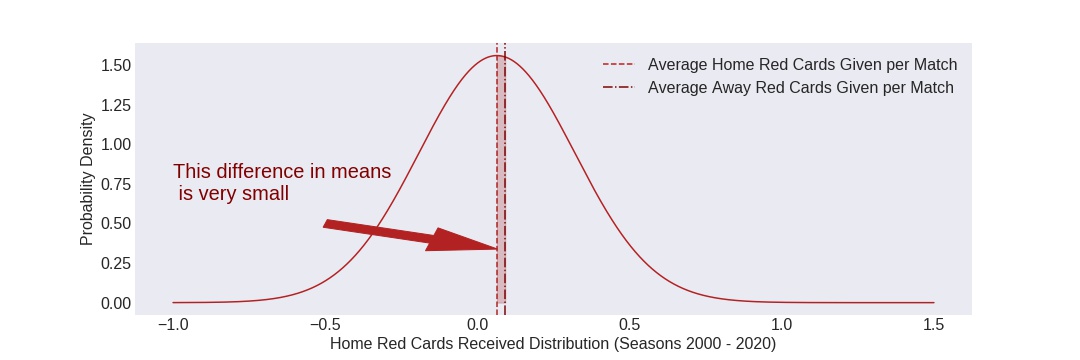 1.50
1.25
1.00
0.75
0.50
0.25
0.00
Probability Density
Average Home Red Cards Given per Match
Average Away Red Cards Given per Match
This difference in means
is very small
−1.0
−0.5
0.0
0.5
1.0
1.5
Home Red Cards Received Distribution (Seasons 2000 - 2020)